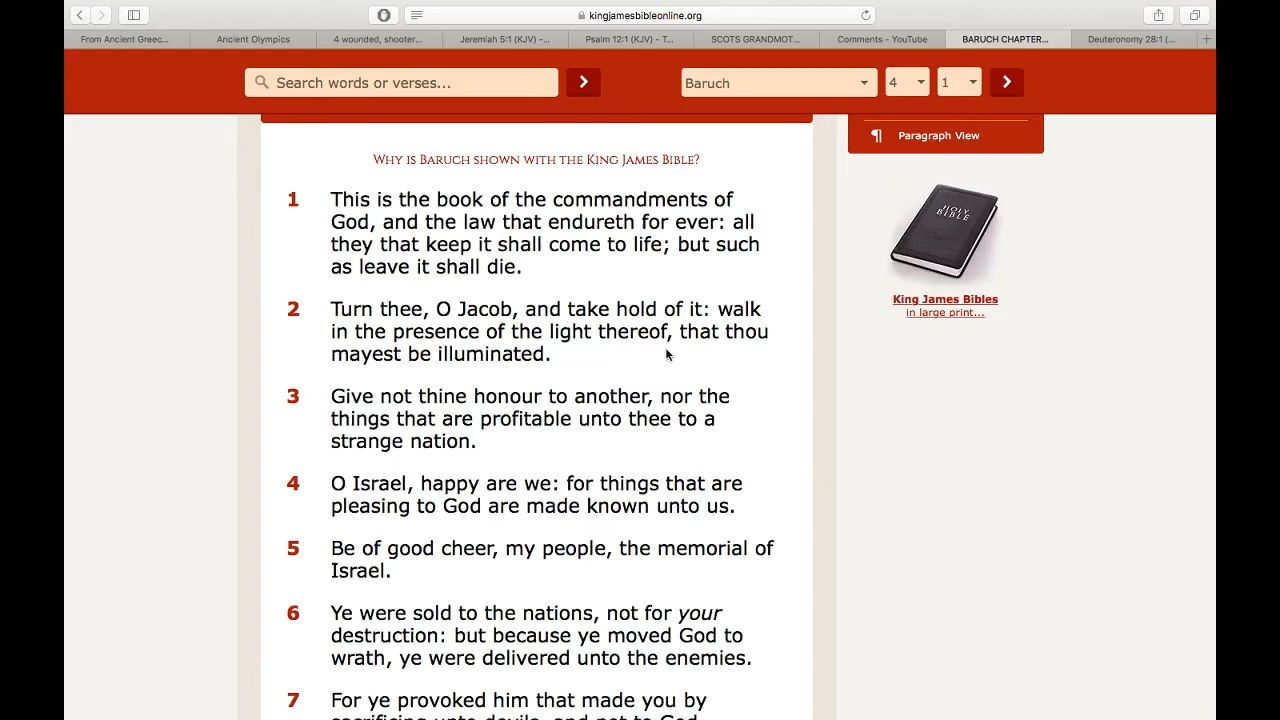 kingjamesbibleonline.org
From Ancient Greec...
Ancient Olympics
4 wounded, shooter...
Jeremiah 5:1 (KJV) -...
Psalm 12:1 (KJV) - T...
SCOTS GRANDMOT...
Comments - YouTube
BARUCH CHAPTER...
Deuteronomy 28:1 (...
Search words or verses...
Baruch
4
1
Paragraph View
WHY IS BARUCH SHOWN WITH THE KING JAMES BIBLE?
1 This is the book of the commandments of
God, and the law that endureth for ever: all
they that keep it shall come to life; but such
as leave it shall die.
2 Turn thee, O Jacob, and take hold of it: walk
in the presence of the light thereof, that thou
mayest be illuminated.
3 Give not thine honour to another, nor the
things that are profitable unto thee to a
strange nation.
4 O Israel, happy are we: for things that are
pleasing to God are made known unto us.
5 Be of good cheer, my people, the memorial of
Israel.
6 Ye were sold to the nations, not for your
destruction: but because ye moved God to
wrath, ye were delivered unto the enemies.
7 For ye provoked him that made you by
sacrificing unto devils, and not to God.
HOLY
BIBLE
King James Bibles
in large print...